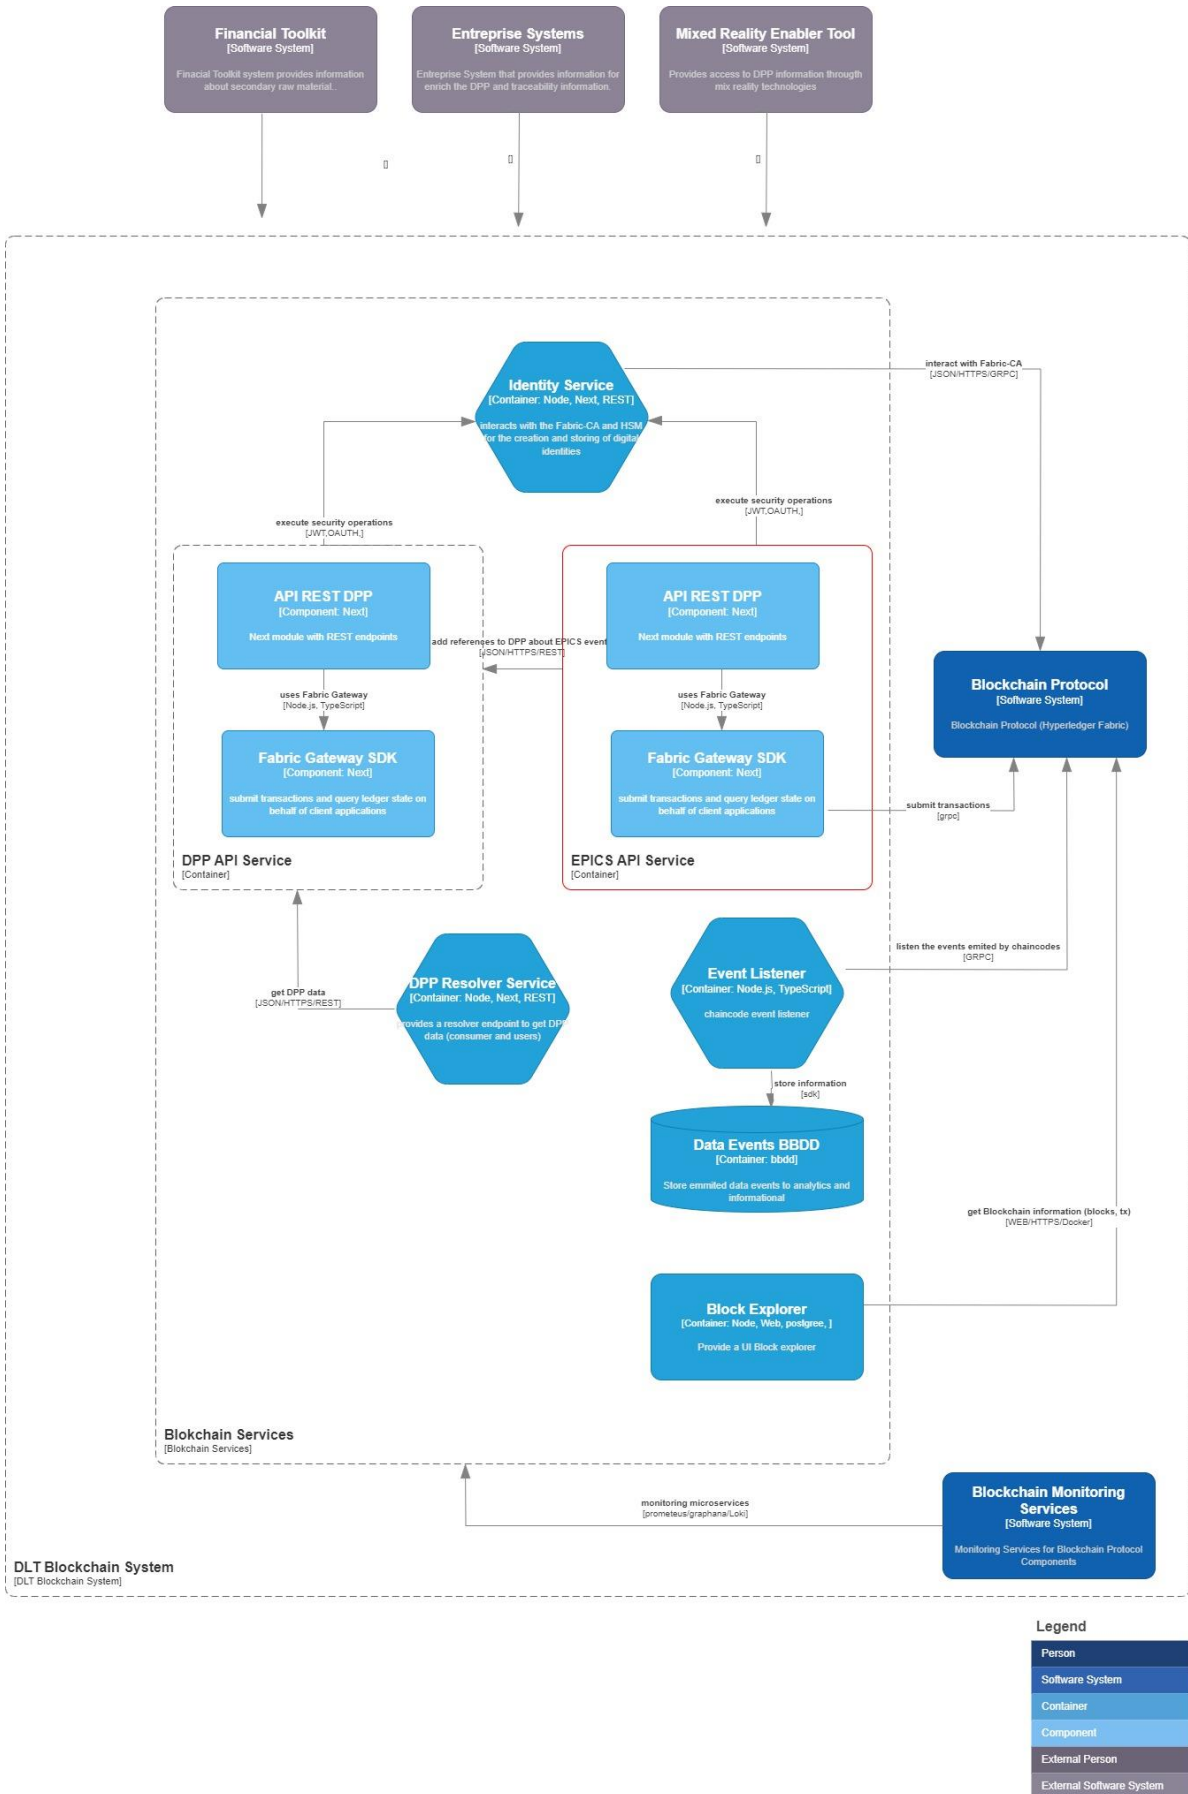 Financial Toolkit
[Software System]
Finacial Toolkit system provides information
about secondary raw material..
Entreprise Systems
[Software System]
Entreprise System that provides information for
enrich the DPP and traceability information.
Mixed Reality Enabler Tool
[Software System]
Provides access to DPP information thruogth
mix reality technologies
Identity Service
[Container: Node, Next, REST]
interacts with the Fabric-CA and HSM
for the creation and storing of digital
identities
interact with Fabric-CA
[JSON/HTTPS/GRPC]
execute security operations
[JWT,OAUTH,]
execute security operations
[JWT,OAUTH,]
API REST DPP
[Component: Next]
Next module with REST endpoints
API REST DPP
[Component: Next]
Next module with REST endpoints
add references to DPP about EPICS event
[JSON/HTTPS/REST]
uses Fabric Gateway
[Node.js, TypeScript]
uses Fabric Gateway
[Node.js, TypeScript]
Blockchain Protocol
[Software System]
Blockchain Protocol (Hyperledger Fabric)
Fabric Gateway SDK
[Component: Next]
submit transactions and query ledger state on
behalf of client applications
Fabric Gateway SDK
[Component: Next]
submit transactions and query ledger state on
behalf of client applications
submit transactions
[grpc]
DPP API Service
[Container]
EPICS API Service
[Container]
DPP Resolver Service
[Container: Node, Next, REST]
provides a resolver endpoint to get DPP
data (consumer and users)
get DPP data
[JSON/HTTPS/REST]
Event Listener
[Container: Node.js, TypeScript]
chaincode event listener
listen the events emited by chaincodes
[GRPC]
store information
[sdk]
Data Events BBDD
[Container: bbdd]
Store emmited data events to analytics and
informational
get Blockchain information (blocks, tx)
[WEB/HTTPS/Docker]
Block Explorer
[Container: Node, Web, postgree, ]
Provide a UI Block explorer
Blokchain Services
[Blokchain Services]
monitoring microservices
[prometeus/graphana/Loki]
Blockchain Monitoring
Services
[Software System]
Monitoring Services for Blockchain Protocol
Components
DLT Blockchain System
[DLT Blockchain System]
Legend
Person
Software System
Container
Component
External Person
External Software System